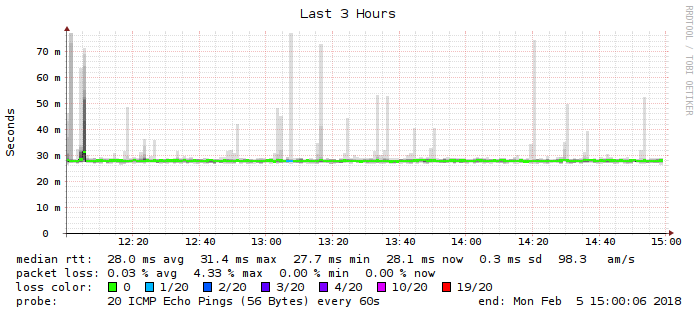 Last 3 Hours
RRDTOOL / TOBI OETIKER
Seconds
70 m
60 m
50 m
40 m
30 m
20 m
10 m
0
12:20 12:40 13:00 13:20 13:40 14:00 14:20 14:40 15:00
median rtt: 28.0 ms avg 31.4 ms max 27.7 ms min 28.1 ms now 0.3 ms sd 98.3 am/s
packet loss: 0.03 % avg 4.33 % max 0.00 % min 0.00 % now
loss color: 0 1/20 2/20 3/20 4/20 10/20 19/20
probe: 20 ICMP Echo Pings (56 Bytes) every 60s end: Mon Feb 5 15:00:06 2018